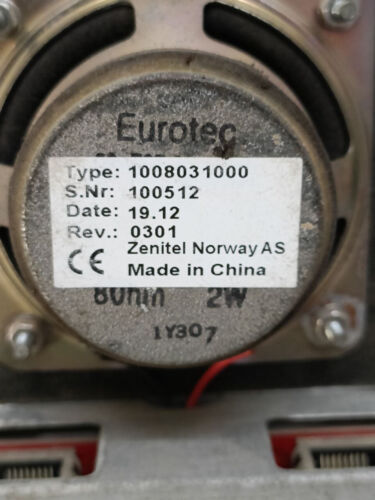 Eurotec
Type: 1008031000
S.Nr: 100512
Date: 19.12
Rev.: 0301
Zenitel Norway AS
CE Made in China
8Ohm 2W
1Y307